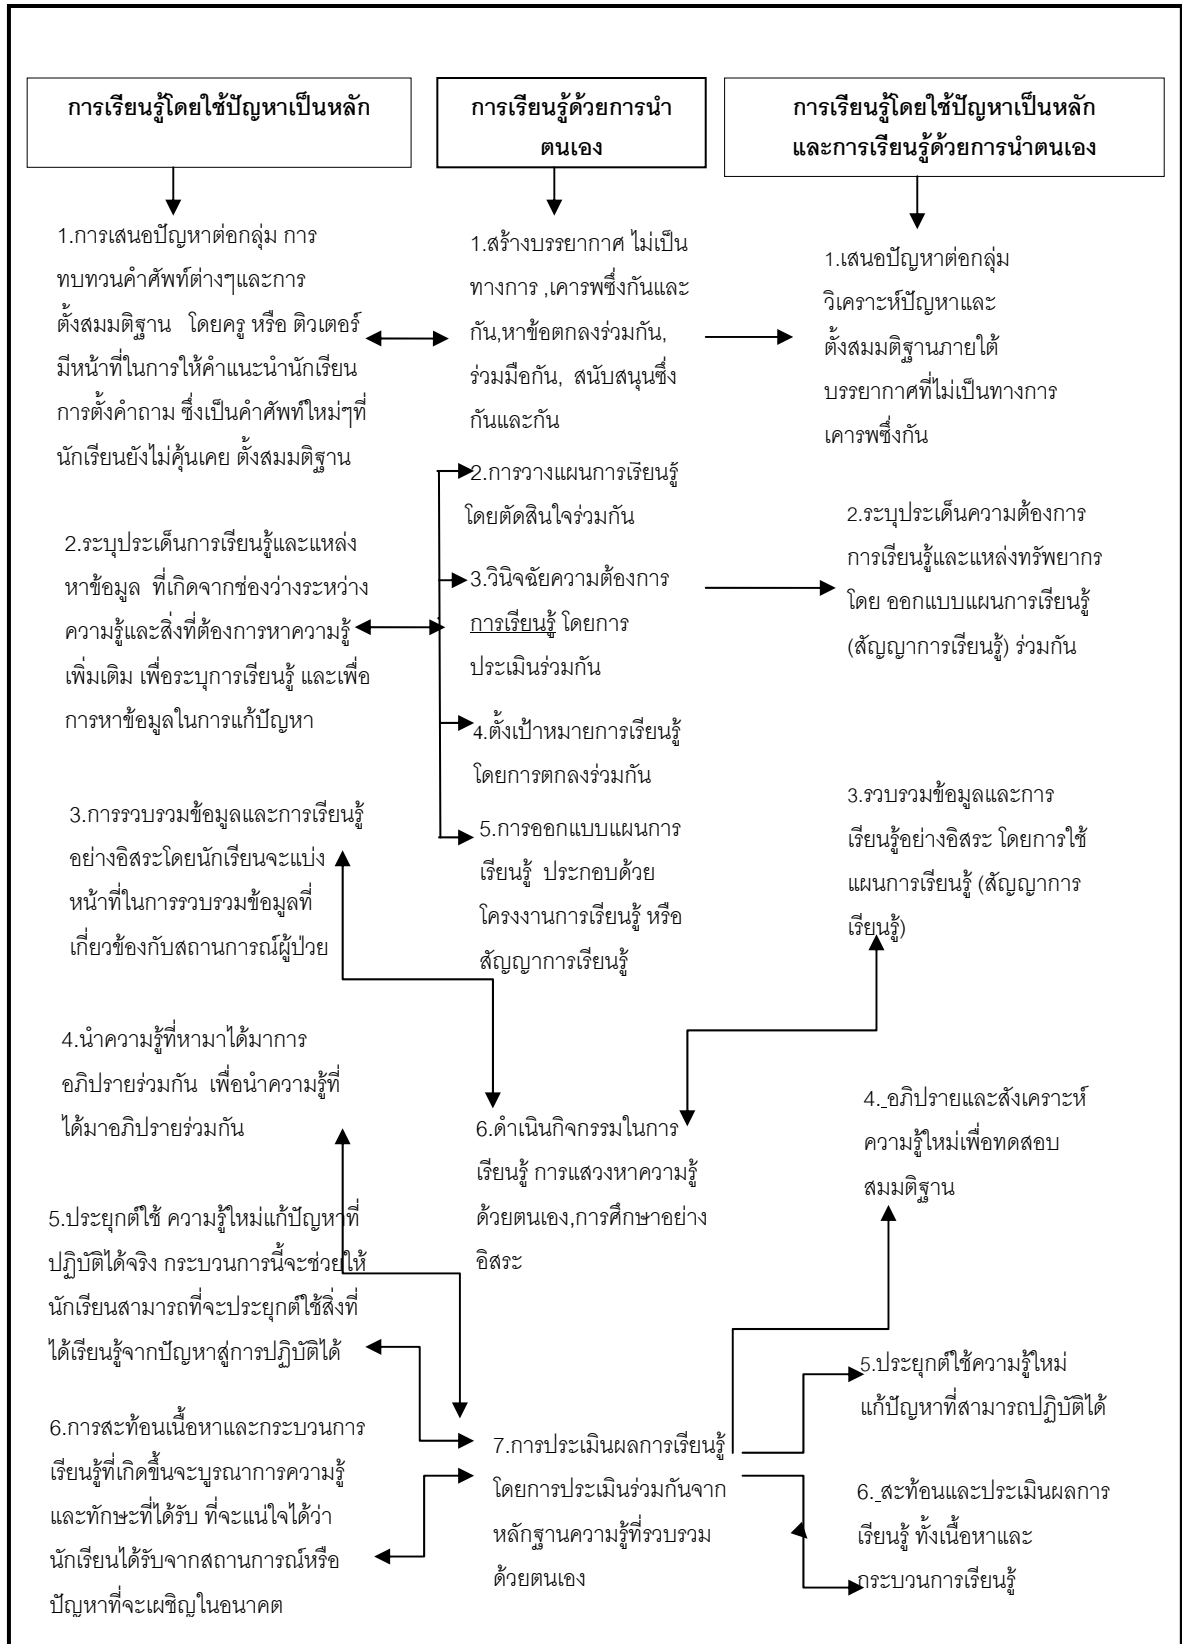 การเรียนรู้โดยใช้ปัญหาเป็นหลัก
1.การเสนอปัญหาต่อกลุ่ม การ
ทบทวนคำศัพท์ต่างๆและการ
ตั้งสมมติฐาน โดยครู หรือ ติวเตอร์
มีหน้าที่ในการให้คำแนะนำนักเรียน
การตั้งคำถาม ซึ่งเป็นคำศัพท์ใหม่ๆที่
นักเรียนยังไม่คุ้นเคย ตั้งสมมติฐาน
2.ระบุประเด็นการเรียนรู้และแหล่ง
หาข้อมูล ที่เกิดจากช่องว่างระหว่าง
ความรู้และสิ่งที่ต้องการหาความรู้
เพิ่มเติม เพื่อระบุการเรียนรู้ และเพื่อ
การหาข้อมูลในการแก้ปัญหา
3.การรวบรวมข้อมูลและการเรียนรู้
อย่างอิสระโดยนักเรียนจะแบ่ง
หน้าที่ในการรวบรวมข้อมูลที่
เกี่ยวข้องกับสถานการณ์ผู้ป่วย
4.นำความรู้ที่หามาได้มาการ
อภิปรายร่วมกัน เพื่อนำความรู้ที่
ได้มาอภิปรายร่วมกัน
5.ประยุกต์ใช้ ความรู้ใหม่แก้ปัญหาที่
ปฏิบัติได้จริง กระบวนการนี้จะช่วยให้
นักเรียนสามารถที่จะประยุกต์ใช้สิ่งที่
ได้เรียนรู้จากปัญหาสู่การปฏิบัติได้
6.การสะท้อนเนื้อหาและกระบวนการ
เรียนรู้ที่เกิดขึ้นจะบูรณาการความรู้
และทักษะที่ได้รับ ที่จะแน่ใจได้ว่า
นักเรียนได้รับจากสถานการณ์หรือ
ปัญหาที่จะเผชิญในอนาคต
การเรียนรู้ด้วยการนำ
ตนเอง
1.สร้างบรรยากาศ ไม่เป็น
ทางการ ,เคารพซึ่งกันและ
กัน,หาข้อตกลงร่วมกัน,
ร่วมมือกัน, สนับสนุนซึ่ง
กันและกัน
2.การวางแผนการเรียนรู้
โดยตัดสินใจร่วมกัน
3.วินิจฉัยความต้องการ
การเรียนรู้ โดยการ
ประเมินร่วมกัน
4.ตั้งเป้าหมายการเรียนรู้
โดยการตกลงร่วมกัน
5.การออกแบบแผนการ
เรียนรู้ ประกอบด้วย
โครงงานการเรียนรู้ หรือ
สัญญาการเรียนรู้
6.ดำเนินกิจกรรมในการ
เรียนรู้ การแสวงหาความรู้
ด้วยตนเอง,การศึกษาอย่าง
อิสระ
7.การประเมินผลการเรียนรู้
โดยการประเมินร่วมกันจาก
หลักฐานความรู้ที่รวบรวม
ด้วยตนเอง
การเรียนรู้โดยใช้ปัญหาเป็นหลัก
และการเรียนรู้ด้วยการนำตนเอง
1.เสนอปัญหาต่อกลุ่ม
วิเคราะห์ปัญหาและ
ตั้งสมมติฐานภายใต้
บรรยากาศที่ไม่เป็นทางการ
เคารพซึ่งกัน
2.ระบุประเด็นความต้องการ
การเรียนรู้และแหล่งทรัพยากร
โดย ออกแบบแผนการเรียนรู้
(สัญญาการเรียนรู้) ร่วมกัน
3.รวบรวมข้อมูลและการ
เรียนรู้อย่างอิสระ โดยการใช้
แผนการเรียนรู้ (สัญญาการ
เรียนรู้)
4. อภิปรายและสังเคราะห์
ความรู้ใหม่เพื่อทดสอบ
สมมติฐาน
5.ประยุกต์ใช้ความรู้ใหม่
แก้ปัญหาที่สามารถปฏิบัติได้
6. สะท้อนและประเมินผลการ
เรียนรู้ ทั้งเนื้อหาและ
กระบวนการเรียนรู้